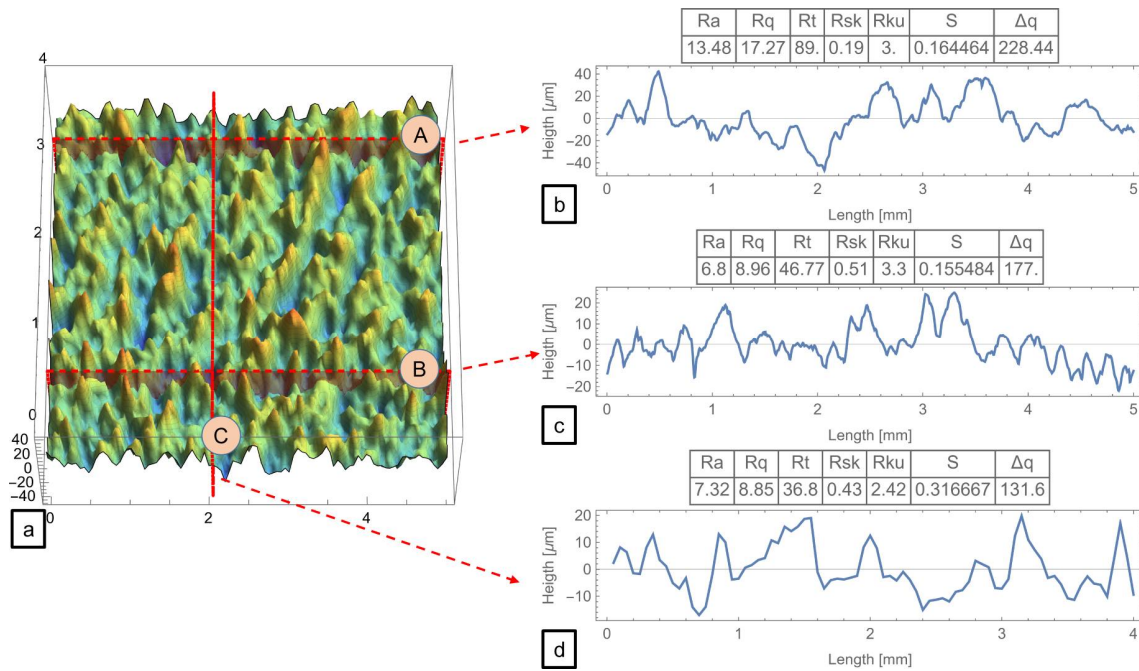 4
3
2
1
0
40
20
0
−20
−40
0
2
4
A
B
C
a
Ra Rq Rt Rsk Rku S Δq
13.48 17.27 89. 0.19 3. 0.164464 228.44
Heigth [μm]
40
20
0
−20
−40
0 1 2 3 4 5
Length [mm]
b
Ra Rq Rt Rsk Rku S Δq
6.8 8.96 46.77 0.51 3.3 0.155484 177.
Heigth [μm]
20
10
0
−10
−20
0 1 2 3 4 5
Length [mm]
c
Ra Rq Rt Rsk Rku S Δq
7.32 8.85 36.8 0.43 2.42 0.316667 131.6
Heigth [μm]
20
10
0
−10
0 1 2 3 4
Length [mm]
d